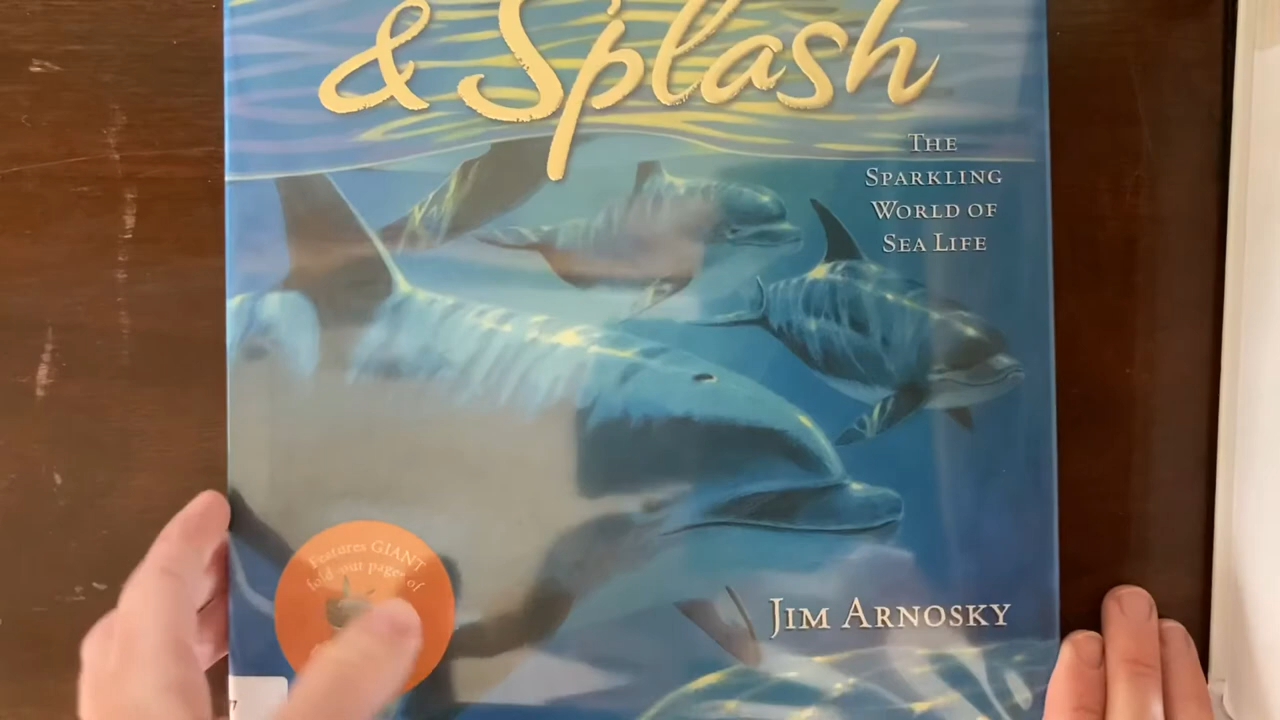 & Splash
THE
SPARKLING
WORLD OF
SEA LIFE
Features GIANT
fold-out pages of
JIM ARNOSKY